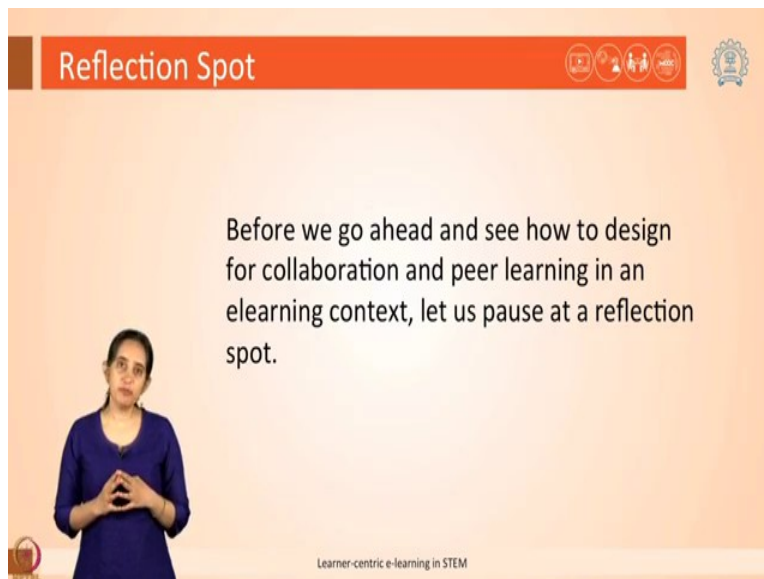 Reflection Spot
Before we go ahead and see how to design
for collaboration and peer learning in an
elearning context, let us pause at a reflection
spot.
Learner-centric e-learning in STEM